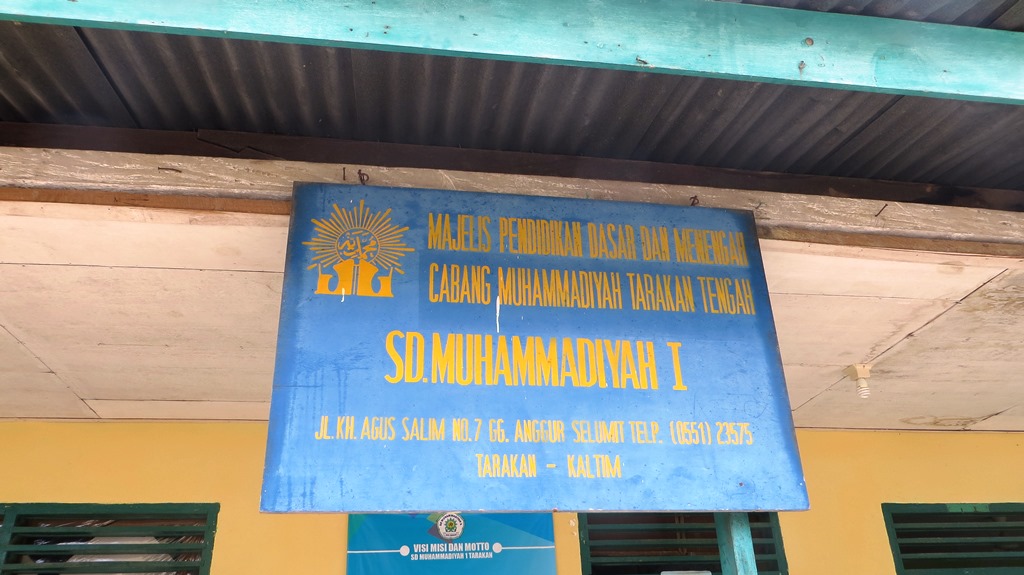 MAJELIS PENDIDIKAN DASAR DAN MENENGAH
CABANG MUHAMMADIYAH TARAKAN TENGAH
SD.MUHAMMADIYAH I
JL.KH. AGUS SALIM NO.7 GG. ANGGUR SELUMIT TELP. (0551) 23575
TARAKAN - KALTIM
VISI MISI DAN MOTTO
SD MUHAMMADIYAH 1 TARAKAN